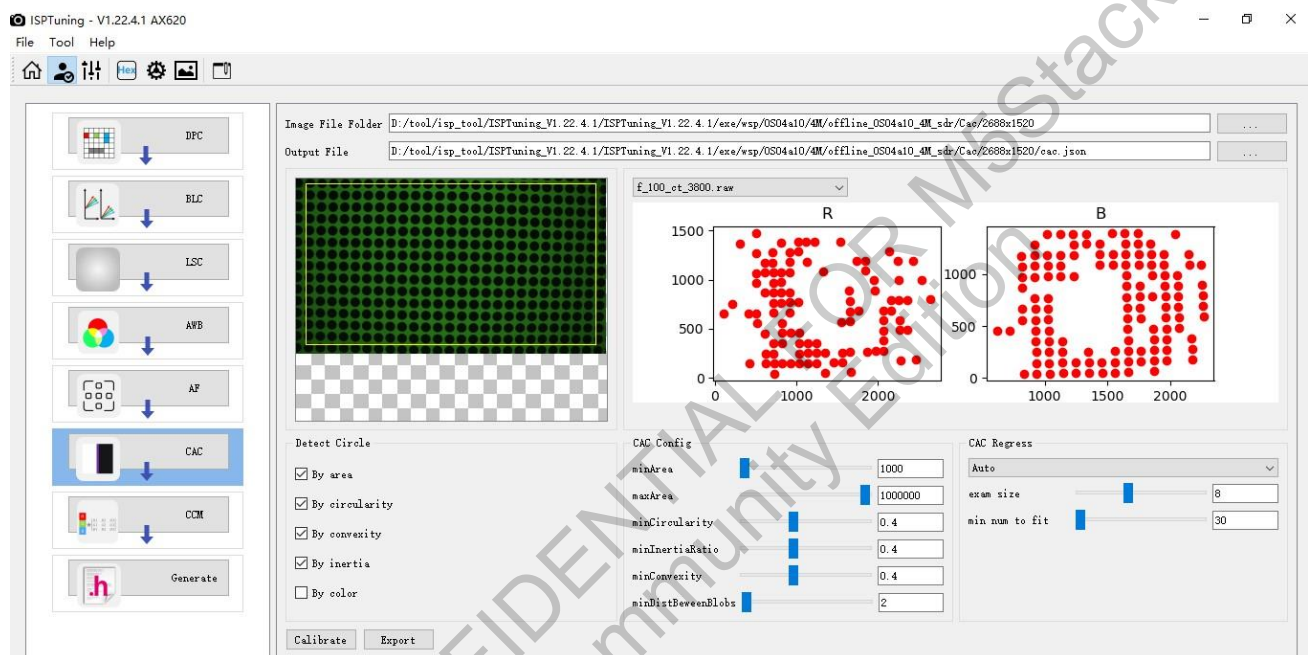 ISPTuning - V1.22.4.1 AX620
File Tool Help
Hex
DPC
BLC
LSC
AWB
AF
CAC
CCM
.h Generate
Image File Folder D:/tool/isp_tool/ISPTuning_V1.22.4.1/ISPTuning_V1.22.4.1/exe/wsp/OS04a10/4M/offline_OS04a10_4M_sdr/Cac/2688x1520 ...
Output File D:/tool/isp_tool/ISPTuning_V1.22.4.1/ISPTuning_V1.22.4.1/exe/wsp/OS04a10/4M/offline_OS04a10_4M_sdr/Cac/2688x1520/cac.json ...
f_100_ct_3800.raw
R
1500
1000
500
0
0 1000 2000
B
1000
500
0
1000 1500 2000
Detect Circle
By area
By circularity
By convexity
By inertia
By color
CAC Config
minArea 1000
maxArea 1000000
minCircularity 0.4
minInertiaRatio 0.4
minConvexity 0.4
minDistBeweenBlobs 2
CAC Regress
Auto
exam size 8
min num to fit 30
Calibrate Export
FIDENTIAL FOR M5Stack
mmunity Edition